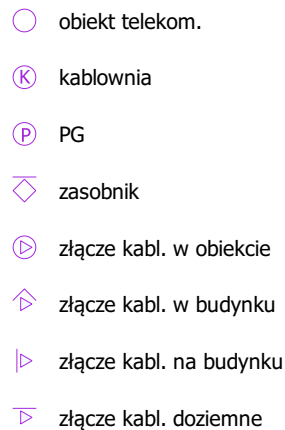 obiekt telekom.
K kablownia
P PG
zasobnik
złącze kabl. w obiekcie
złącze kabl. w budynku
złącze kabl. na budynku
złącze kabl. doziemne